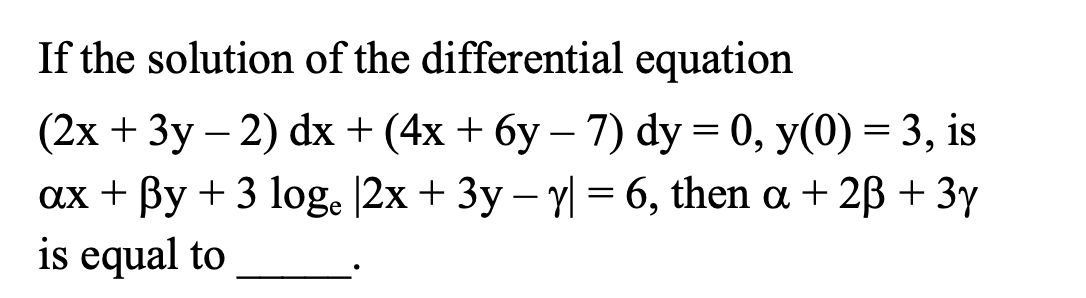 If the solution of the differential equation
(2x + 3y – 2) dx + (4x + 6y – 7) dy = 0, y(0) = 3, is
αx + βy + 3 logₑ |2x + 3y – γ| = 6, then α + 2β + 3γ
is equal to _____.